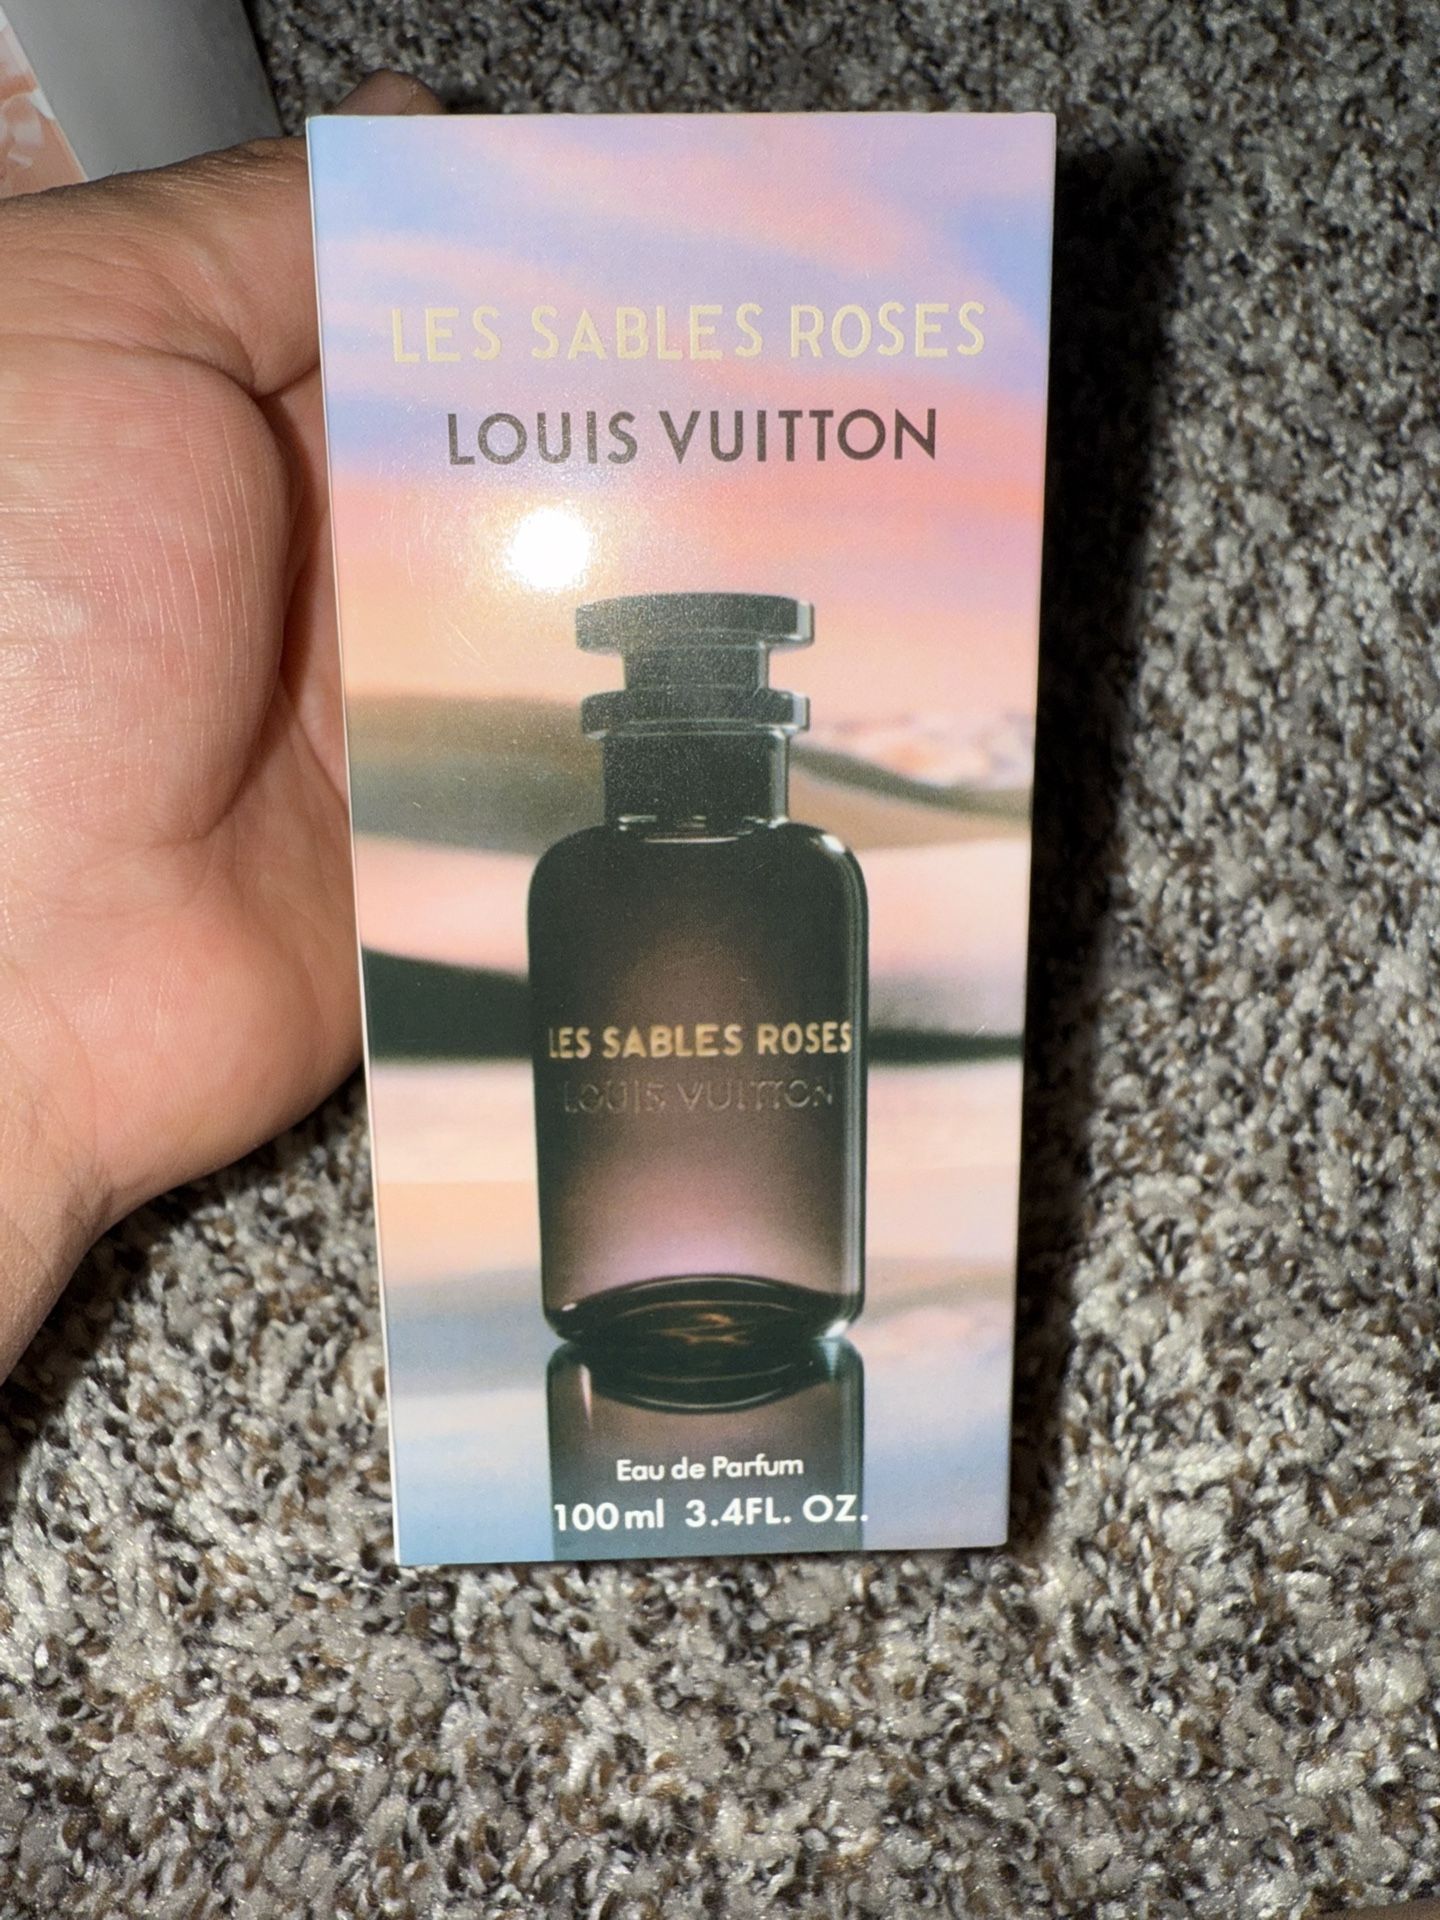 LES SABLES ROSES
LOUIS VUITTON
LES SABLES ROSES
LOUIS VUITTON
Eau de Parfum
100ml 3.4FL. OZ.